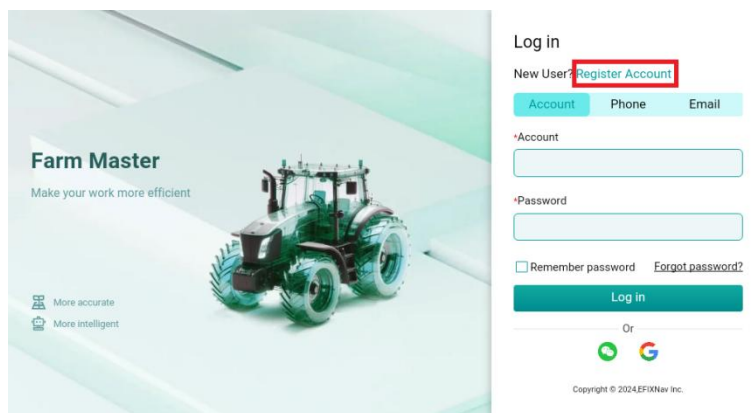 Farm Master
Make your work more efficient
More accurate
More intelligent
Log in
New User? Register Account
Account Phone Email
*Account
*Password
Remember password Forgot password?
Log in
Or
Copyright © 2024,EFIXNav Inc.